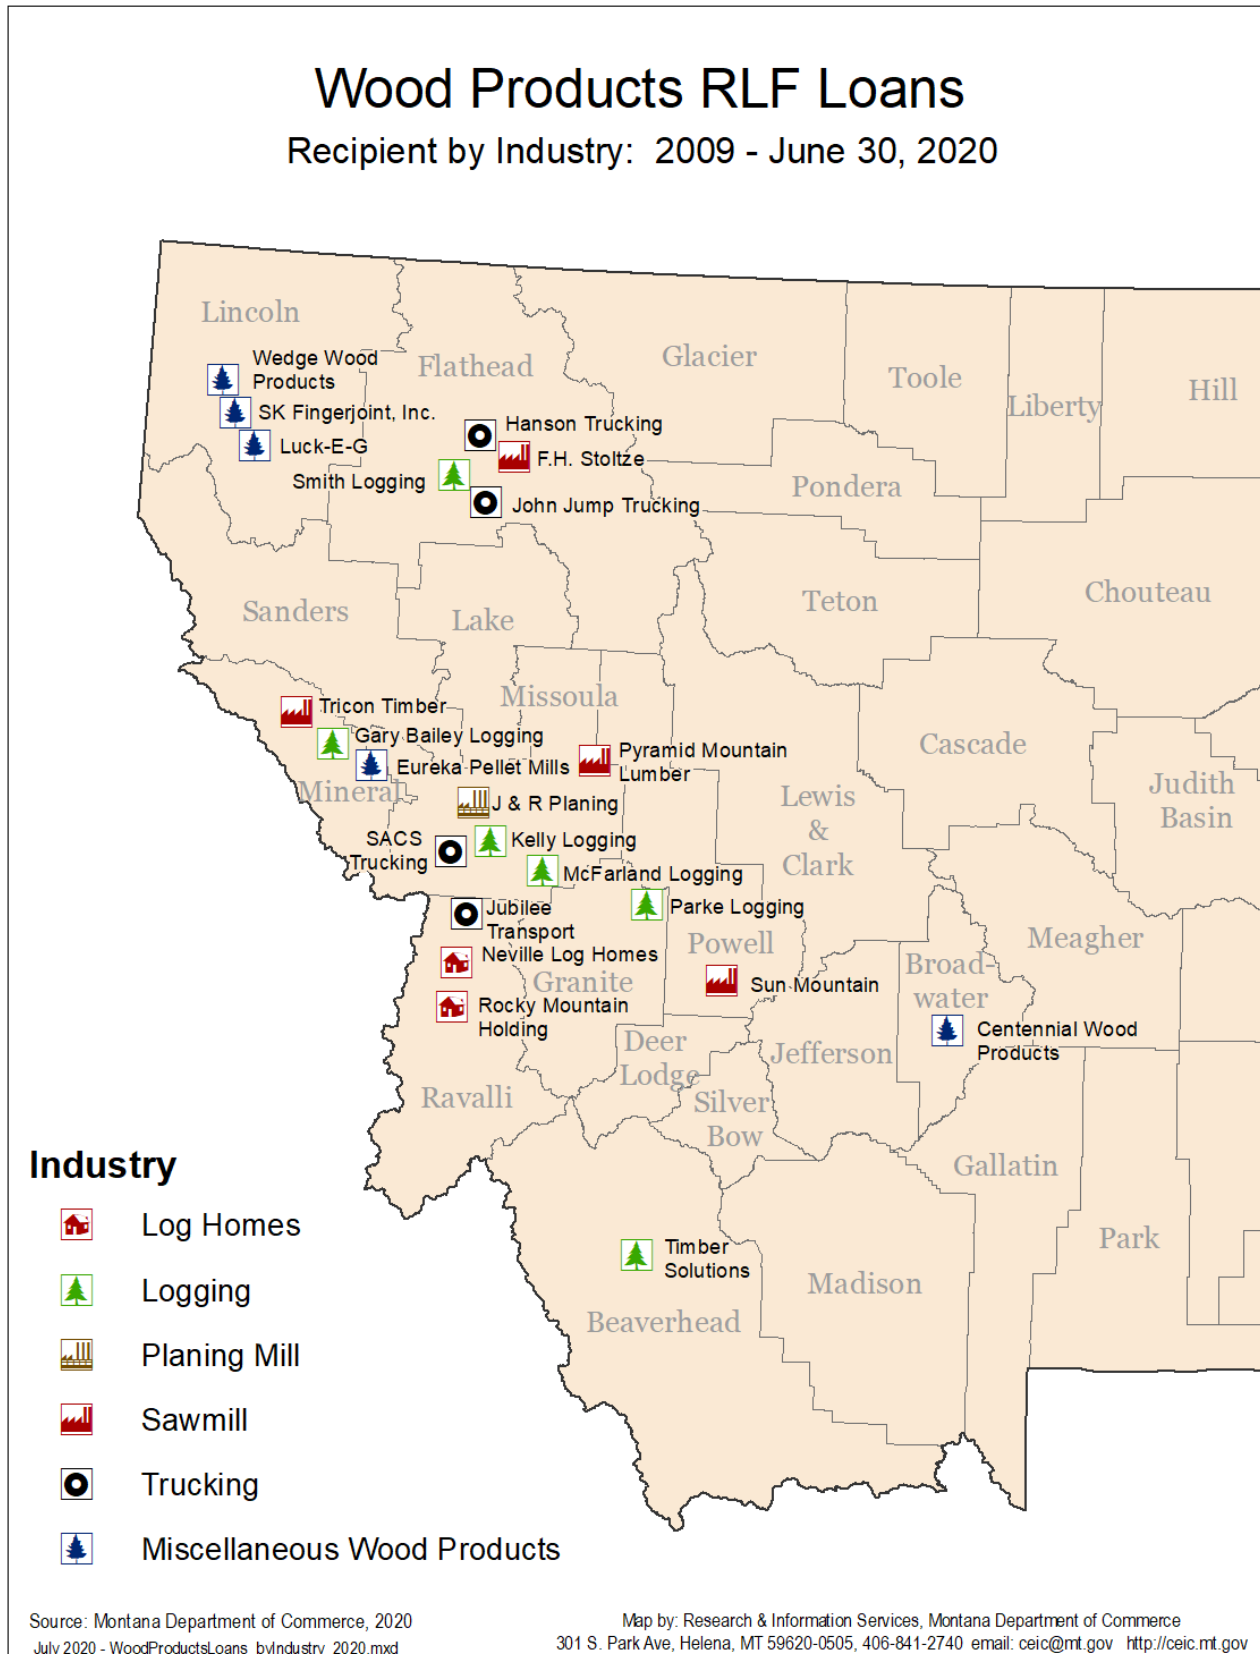 Wood Products RLF Loans
Recipient by Industry: 2009 - June 30, 2020
Lincoln
Wedge Wood
Products
SK Fingerjoint, Inc.
Luck-E-G
Flathead
Glacier
Toole
Liberty
Hill
Hanson Trucking
F.H. Stoltze
Smith Logging
John Jump Trucking
Pondera
Sanders
Lake
Teton
Chouteau
Missoula
Tricon Timber
Gary Bailey Logging
Eureka Pellet Mills
Mineral
Pyramid Mountain
Lumber
Cascade
Judith
Basin
J & R Planing
Lewis
&
Clark
SACS
Trucking
Kelly Logging
McFarland Logging
Parke Logging
Jubilee
Transport
Neville Log Homes
Powell
Meagher
Granite
Broad-
water
Rocky Mountain
Holding
Sun Mountain
Centennial Wood
Products
Deer
Lodge
Jefferson
Ravalli
Silver
Bow
Gallatin
Park
Timber
Solutions
Madison
Beaverhead
Industry
Log Homes
Logging
Planing Mill
Sawmill
Trucking
Miscellaneous Wood Products
Source: Montana Department of Commerce, 2020
July 2020 - WoodProductsLoans_byIndustry_2020.mxd
Map by: Research & Information Services, Montana Department of Commerce
301 S. Park Ave, Helena, MT 59620-0505, 406-841-2740 email: ceic@mt.gov http://ceic.mt.gov